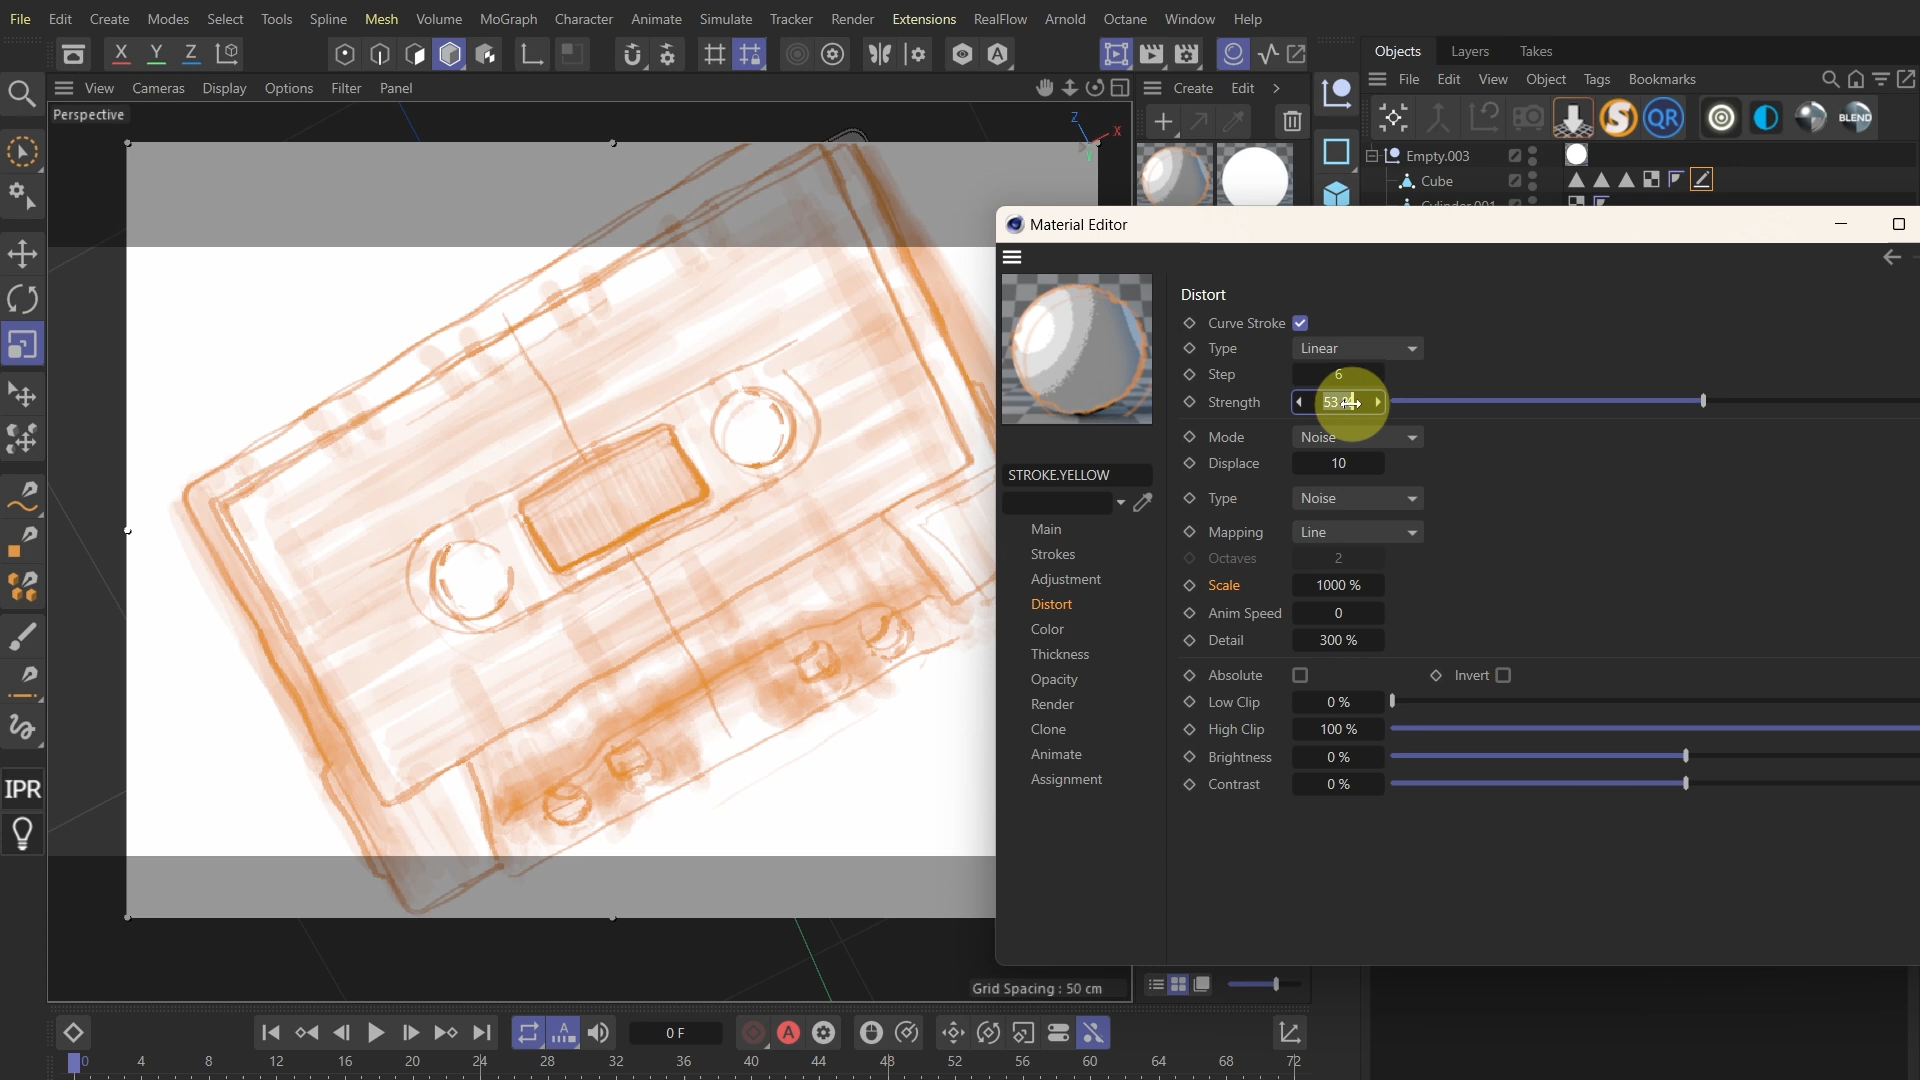 File Edit Create Modes Select Tools Spline Mesh Volume MoGraph Character Animate Simulate Tracker Render Extensions RealFlow Arnold Octane Window Help
X Y Z
Objects Layers Takes
View Cameras Display Options Filter Panel
Create Edit
File Edit View Object Tags Bookmarks
Perspective
Z X Y
QR BLEND
Empty.003
Cube
Material Editor
Distort
Curve Stroke
Type Linear
Step 6
Strength 53
Mode Noise
Displace 10
STROKE.YELLOW
Type Noise
Main
Mapping Line
Strokes
Octaves 2
Adjustment
Scale 1000 %
Distort
Anim Speed 0
Color
Detail 300 %
Thickness
Opacity
Absolute Invert
Render
Low Clip 0 %
Clone
High Clip 100 %
Animate
Brightness 0 %
Assignment
Contrast 0 %
IPR
Grid Spacing : 50 cm
A 0 F A
0 4 8 12 16 20 24 28 32 36 40 44 48 52 56 60 64 68 72